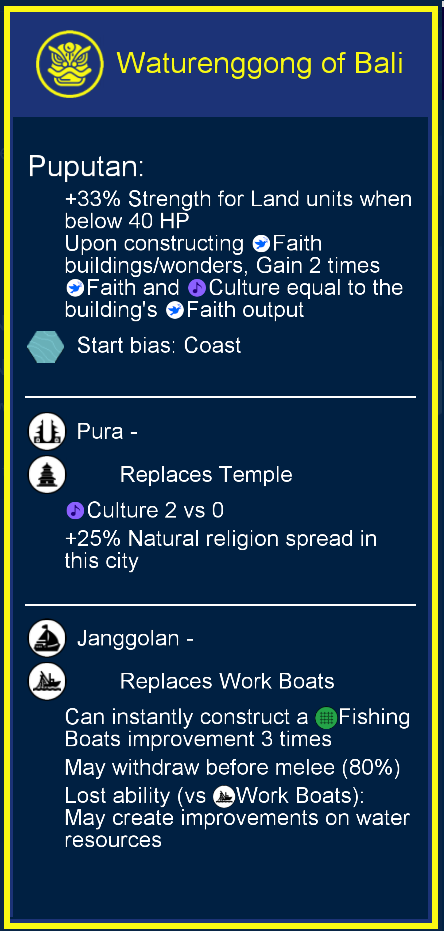 Waturenggong of Bali
Puputan:
+33% Strength for Land units when
below 40 HP
Upon constructing Faith
buildings/wonders, Gain 2 times
Faith and Culture equal to the
building's Faith output
Start bias: Coast
Pura -
Replaces Temple
Culture 2 vs 0
+25% Natural religion spread in
this city
Janggolan -
Replaces Work Boats
Can instantly construct a Fishing
Boats improvement 3 times
May withdraw before melee (80%)
Lost ability (vs Work Boats):
May create improvements on water
resources